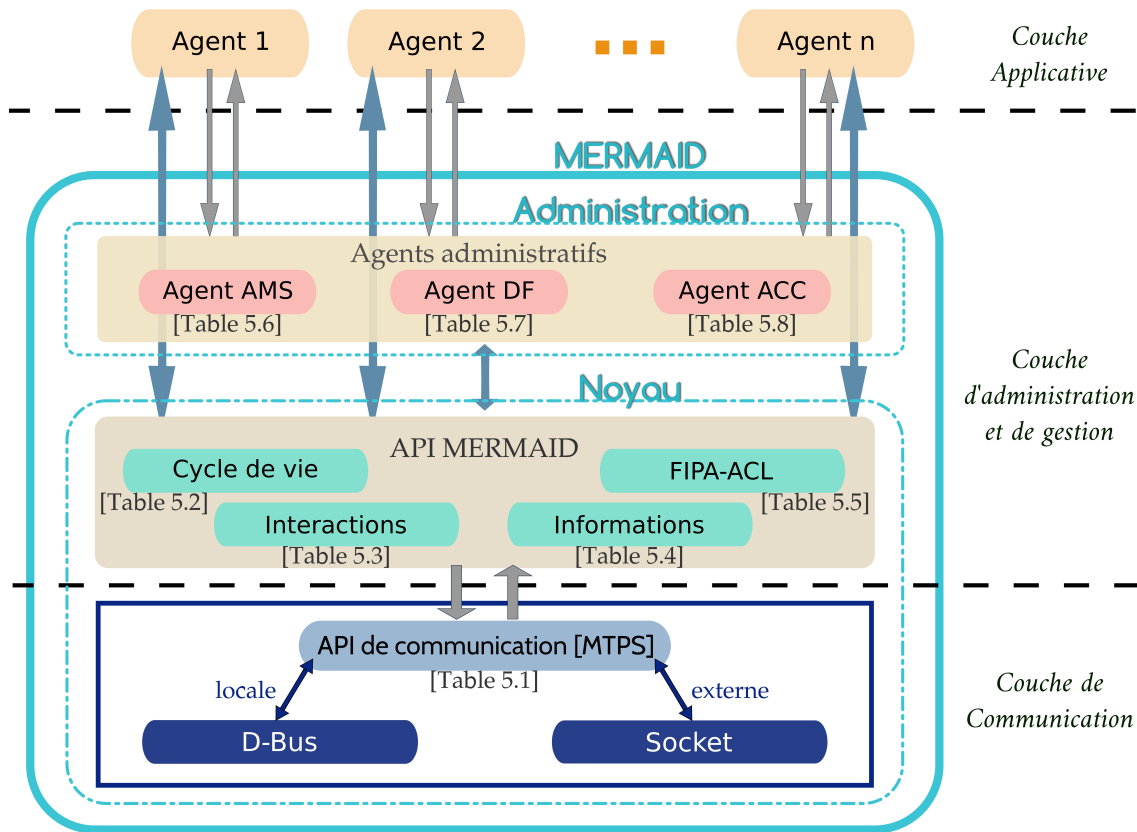 Agent 1
Agent 2
Agent n
Couche
Applicative
MERMAID
Administration
Agents administratifs
Agent AMS
Agent DF
Agent ACC
[Table 5.6]
[Table 5.7]
[Table 5.8]
Couche
d'administration
et de gestion
Noyau
API MERMAID
Cycle de vie
FIPA-ACL
[Table 5.2]
[Table 5.5]
Interactions
Informations
[Table 5.3]
[Table 5.4]
API de communication [MTPS]
[Table 5.1]
locale
externe
Couche de
Communication
D-Bus
Socket